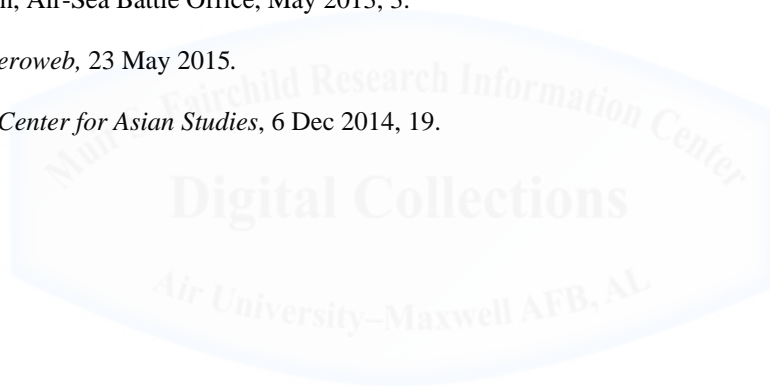 n, Air-Sea Battle Office, May 2013, 3.
eroweb, 23 May 2015.
Center for Asian Studies, 6 Dec 2014, 19.
Muir S. Fairchild Research Information Center
Digital Collections
Air University–Maxwell AFB, AL